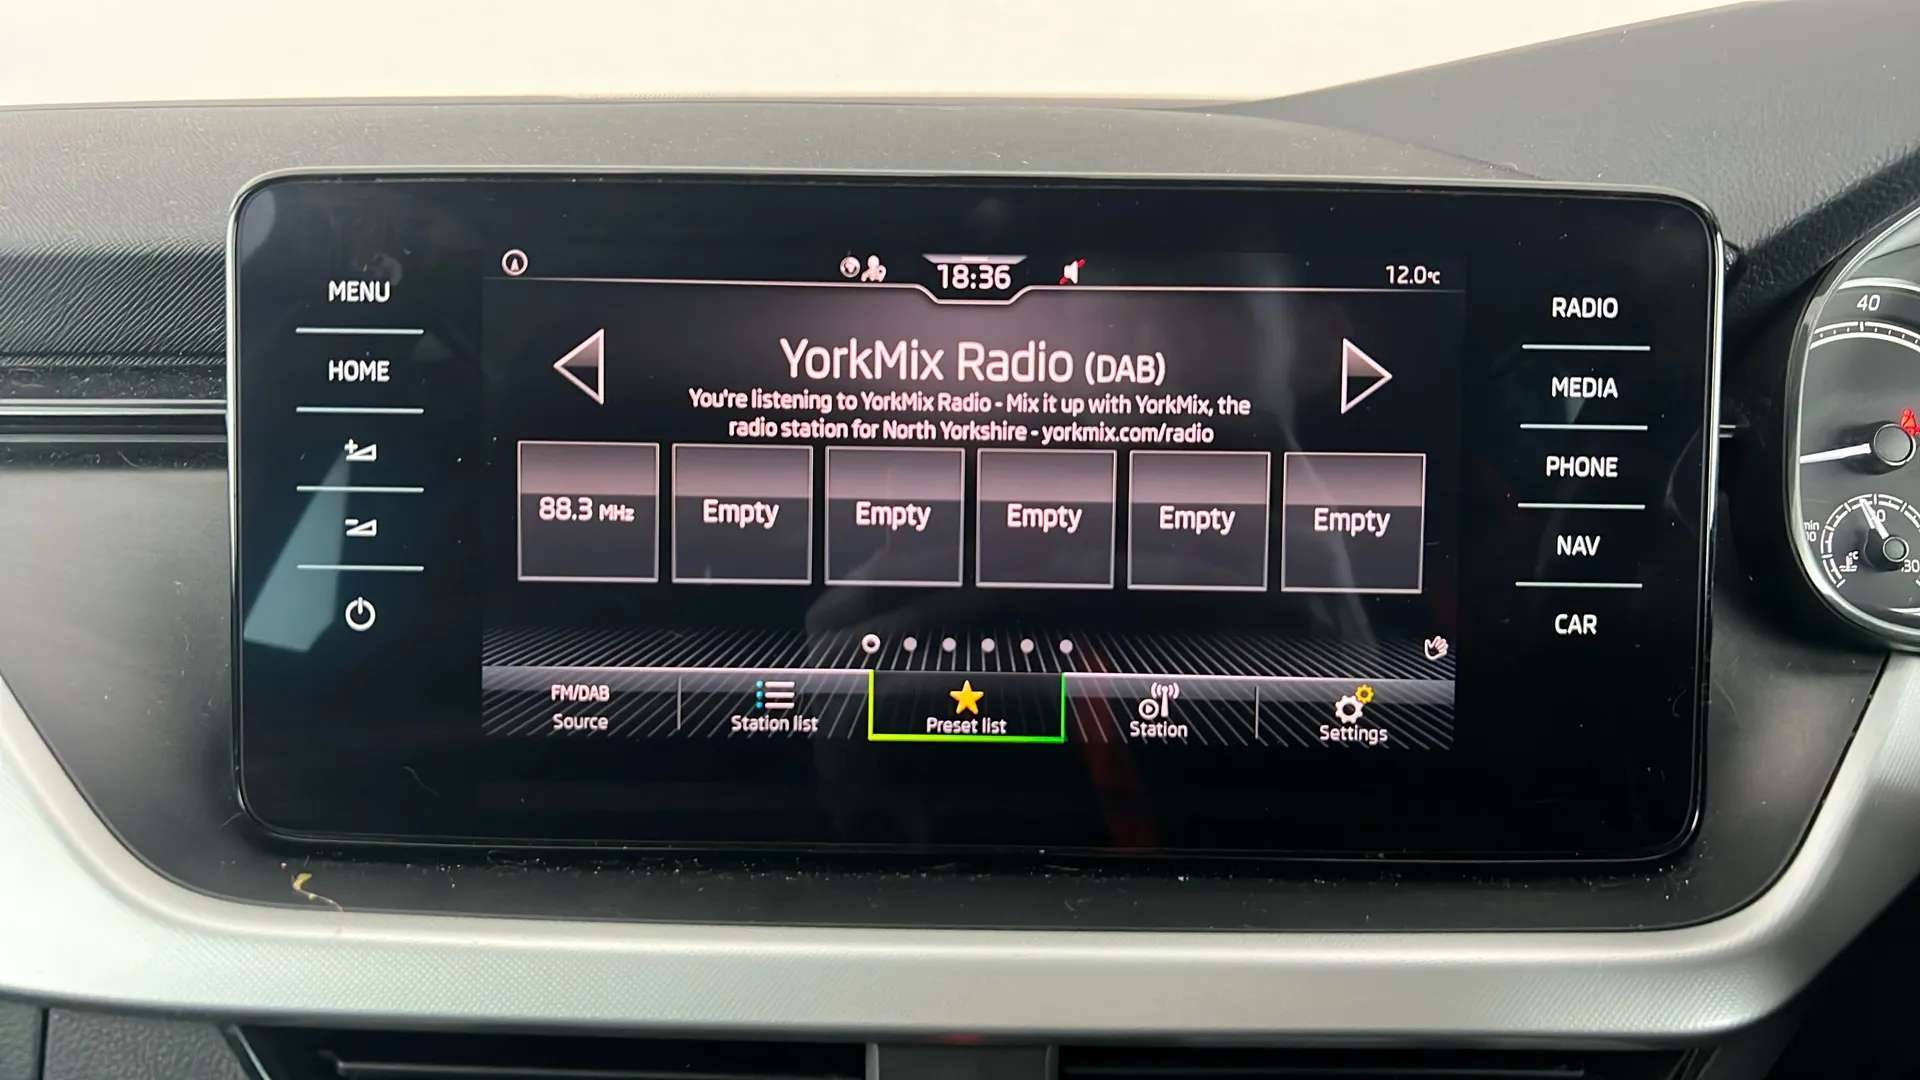 18:36
12.0°C
MENU
HOME
RADIO
MEDIA
PHONE
NAV
CAR
YorkMix Radio (DAB)
You're listening to YorkMix Radio - Mix it up with YorkMix, the
radio station for North Yorkshire - yorkmix.com/radio
88.3 MHz
Empty
Empty
Empty
Empty
Empty
FM/DAB
Source
Station list
Preset list
Station
Settings
40